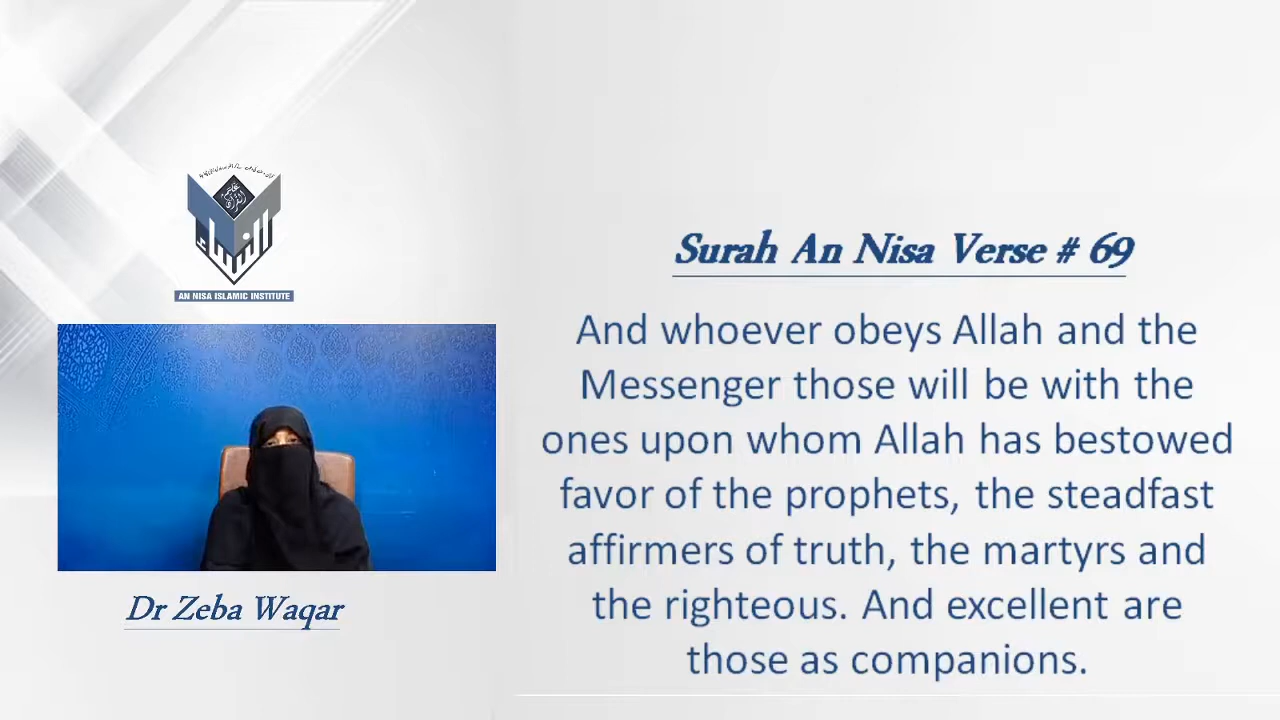 النساء
AN NISA ISLAMIC INSTITUTE
Dr Zeba Waqar
Surah An Nisa Verse # 69
And whoever obeys Allah and the
Messenger those will be with the
ones upon whom Allah has bestowed
favor of the prophets, the steadfast
affirmers of truth, the martyrs and
the righteous. And excellent are
those as companions.